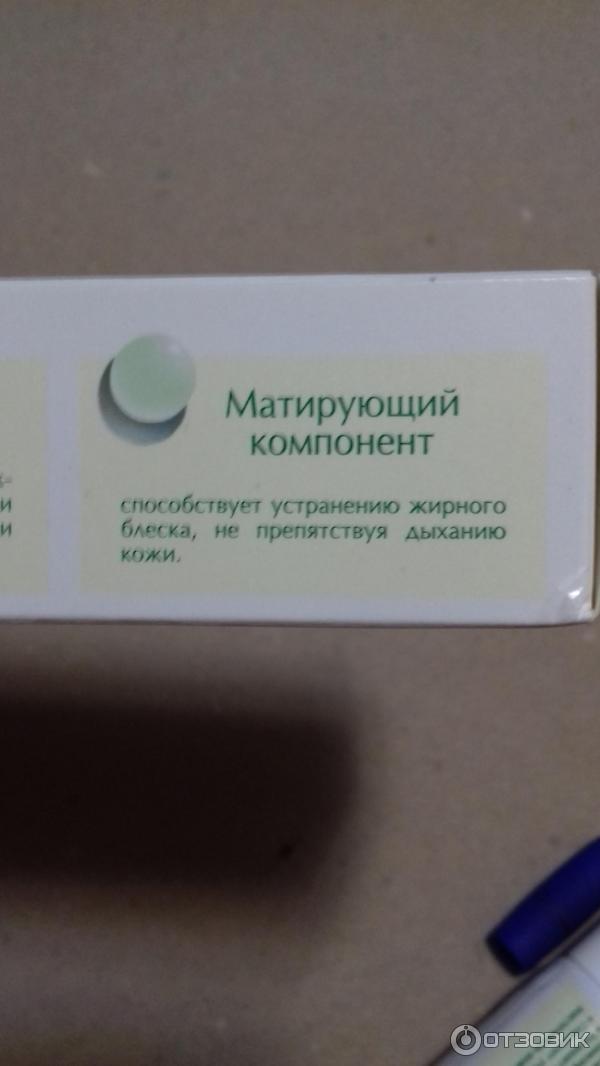 Матирующий
компонент
способствует устранению жирного
блеска, не препятствуя дыханию
кожи.
и
и
ОТЗОВИК